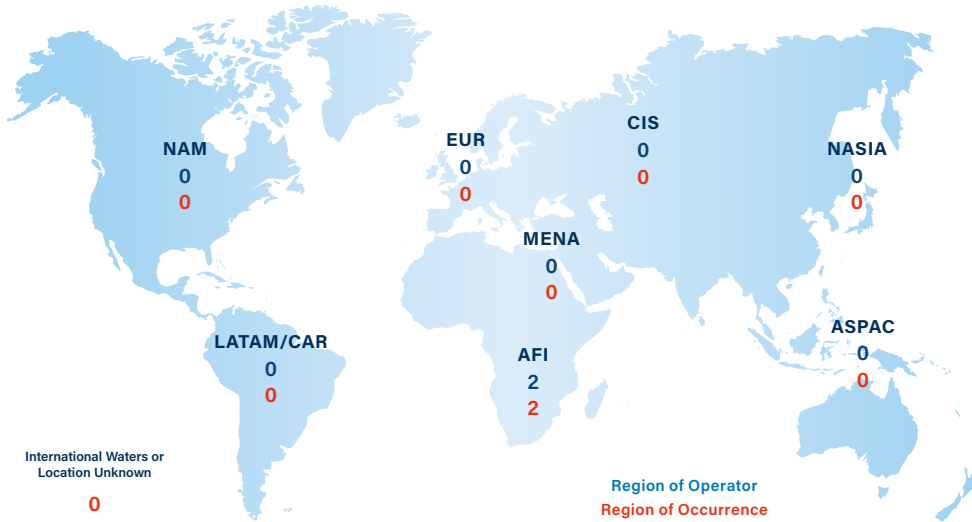 NAM
0
0
EUR
0
0
CIS
0
0
NASIA
0
0
MENA
0
0
LATAM/CAR
0
0
AFI
2
2
ASPAC
0
0
International Waters or
Location Unknown
0
Region of Operator
Region of Occurrence